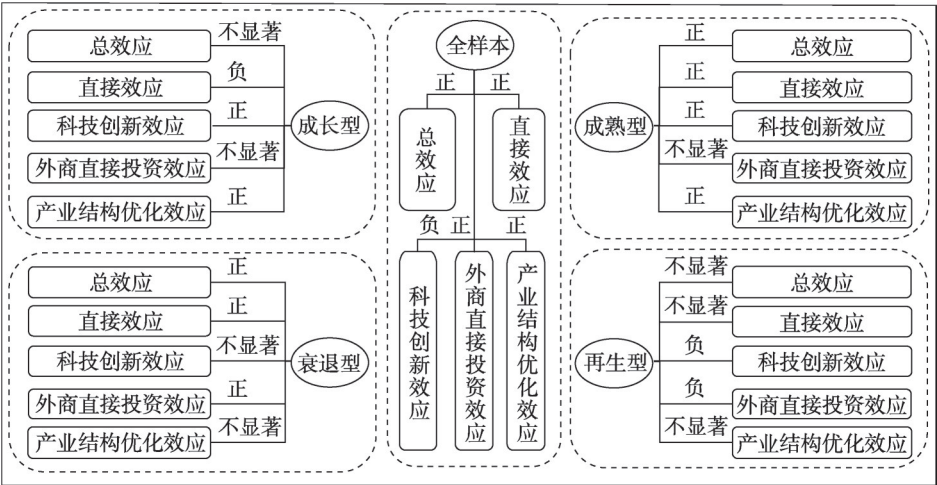 不显著
总效应
负
直接效应
正
科技创新效应
成长型
不显著
外商直接投资效应
正
产业结构优化效应
全样本
正
正
总效应
直接效应
负
正
正
科技创新效应
外商直接投资效应
产业结构优化效应
正
总效应
正
直接效应
正
成熟型
科技创新效应
不显著
外商直接投资效应
正
产业结构优化效应
正
总效应
正
直接效应
不显著
科技创新效应
衰退型
正
外商直接投资效应
不显著
产业结构优化效应
不显著
总效应
不显著
直接效应
负
再生型
科技创新效应
负
外商直接投资效应
不显著
产业结构优化效应